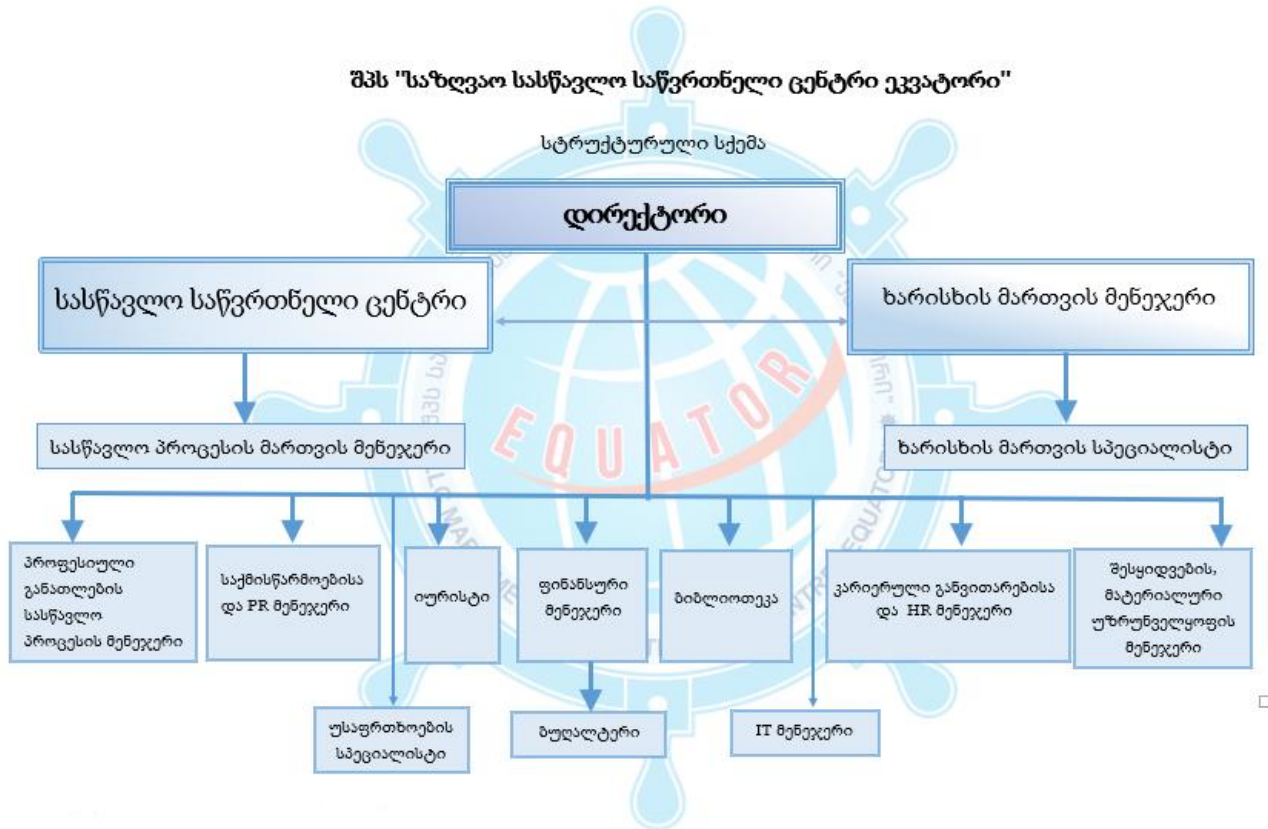 შპს "საზღვაო სასწავლო საწვრთნელი ცენტრი ეკვატორი"
სტრუქტურული სქემა
დირექტორი
სასწავლო საწვრთნელი ცენტრი
ხარისხის მართვის მენეჯერი
სასწავლო პროცესის მართვის მენეჯერი
ხარისხის მართვის სპეციალისტი
EQUATOR
პროფესიული
განათლების
სასწავლო
პროცესის მენეჯერი
საქმისწარმოებისა
და PR მენეჯერი
იურისტი
ფინანსური
მენეჯერი
ბიბლიოთეკა
კარიერული განვითარებისა
და HR მენეჯერი
შესყიდვების,
მატერიალური
უზრუნველყოფის
მენეჯერი
უსაფრთხოების
სპეციალისტი
ბუღალტერი
IT მენეჯერი